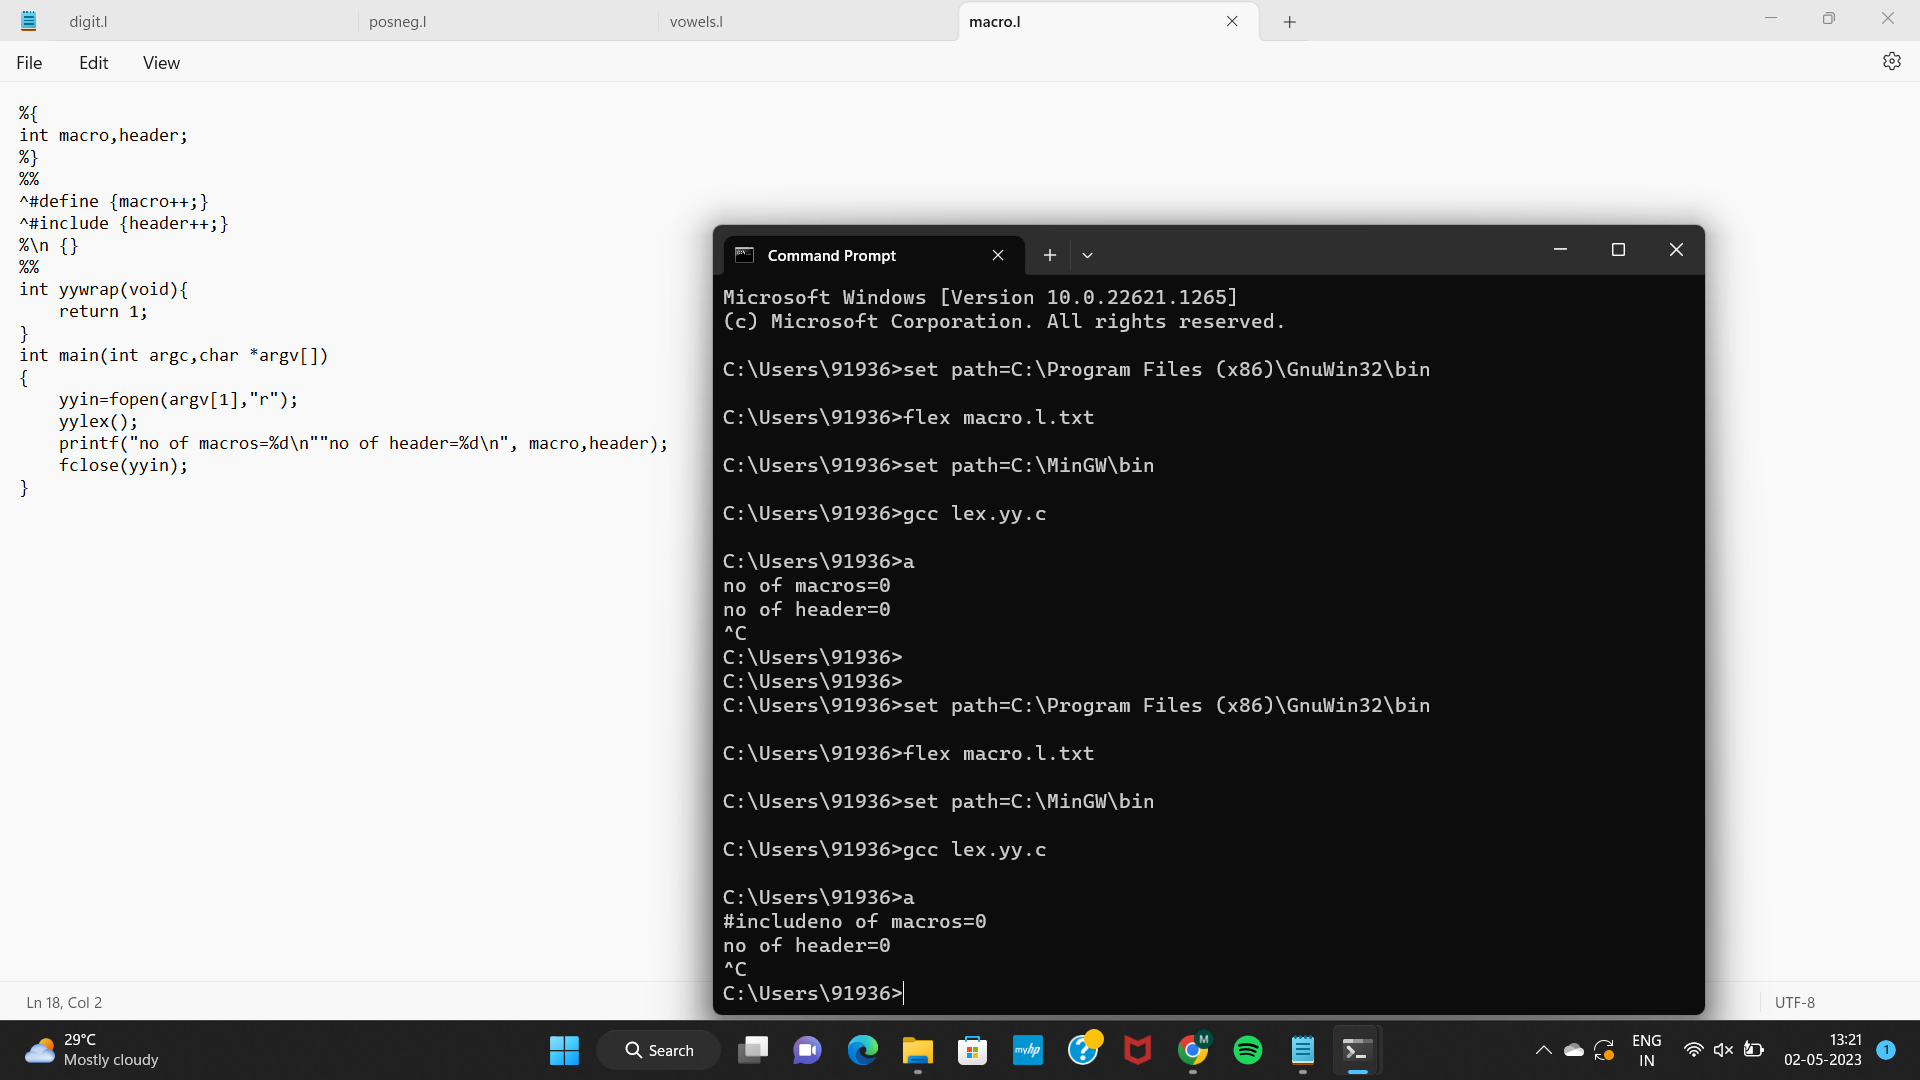 digit.l
posneg.l
vowels.l
macro.l
File Edit View
%{
int macro,header;
%}
%%
^#define {macro++;}
^#include {header++;}
%\n {}
%%
int yywrap(void){
    return 1;
}
int main(int argc,char *argv[])
{
    yyin=fopen(argv[1],"r");
    yylex();
    printf("no of macros=%d\n""no of header=%d\n", macro,header);
    fclose(yyin);
}
Ln 18, Col 2
UTF-8
Command Prompt
Microsoft Windows [Version 10.0.22621.1265]
(c) Microsoft Corporation. All rights reserved.
C:\Users\91936>set path=C:\Program Files (x86)\GnuWin32\bin
C:\Users\91936>flex macro.l.txt
C:\Users\91936>set path=C:\MinGW\bin
C:\Users\91936>gcc lex.yy.c
C:\Users\91936>a
no of macros=0
no of header=0
^C
C:\Users\91936>
C:\Users\91936>
C:\Users\91936>set path=C:\Program Files (x86)\GnuWin32\bin
C:\Users\91936>flex macro.l.txt
C:\Users\91936>set path=C:\MinGW\bin
C:\Users\91936>gcc lex.yy.c
C:\Users\91936>a
#includeno of macros=0
no of header=0
^C
C:\Users\91936>
29°C
Mostly cloudy
Search
myhp
M
ENG
IN
13:21
02-05-2023
1